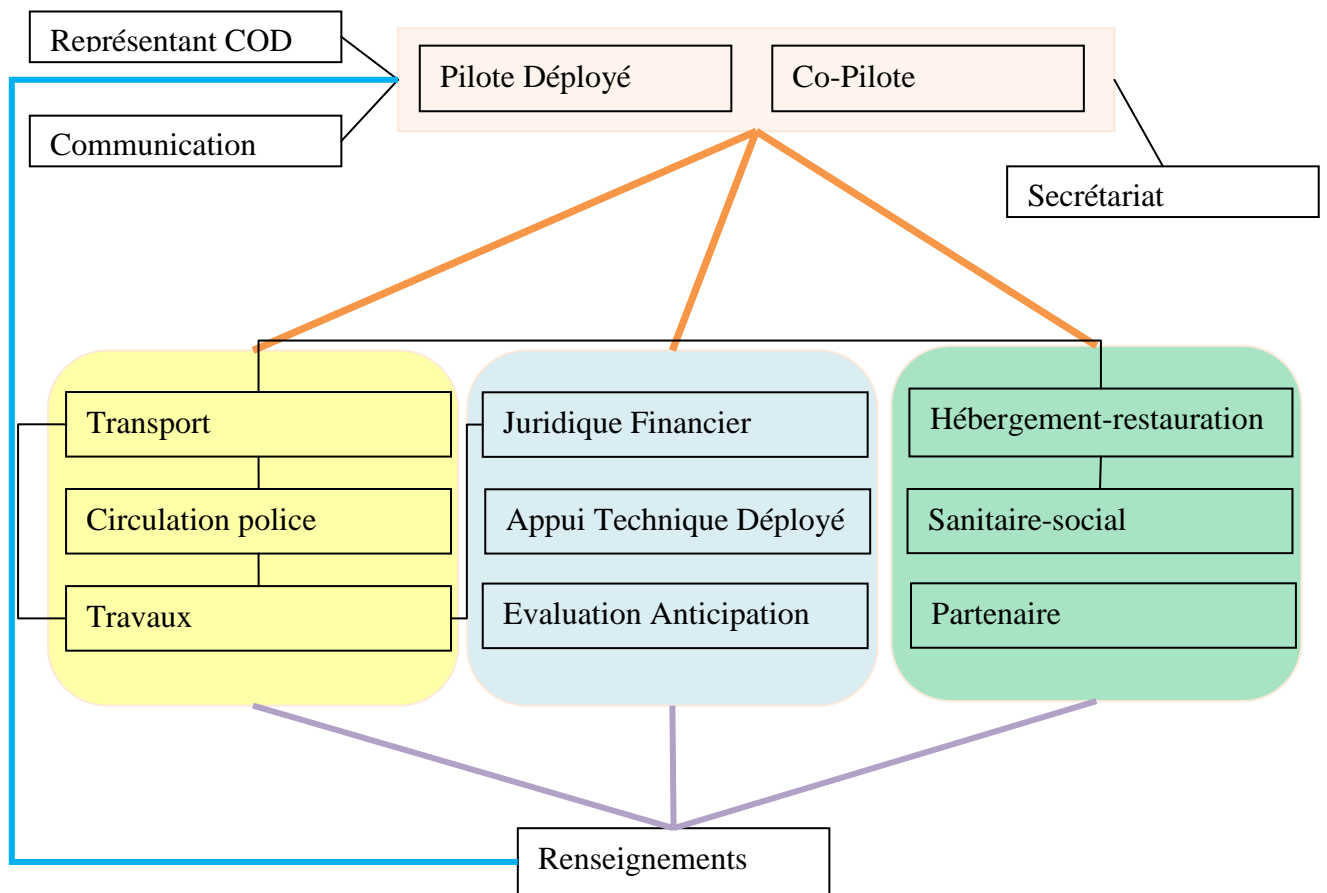 Représentant COD
Pilote Déployé
Co-Pilote
Communication
Secrétariat
Transport
Circulation police
Travaux
Juridique Financier
Appui Technique Déployé
Evaluation Anticipation
Hébergement-restauration
Sanitaire-social
Partenaire
Renseignements